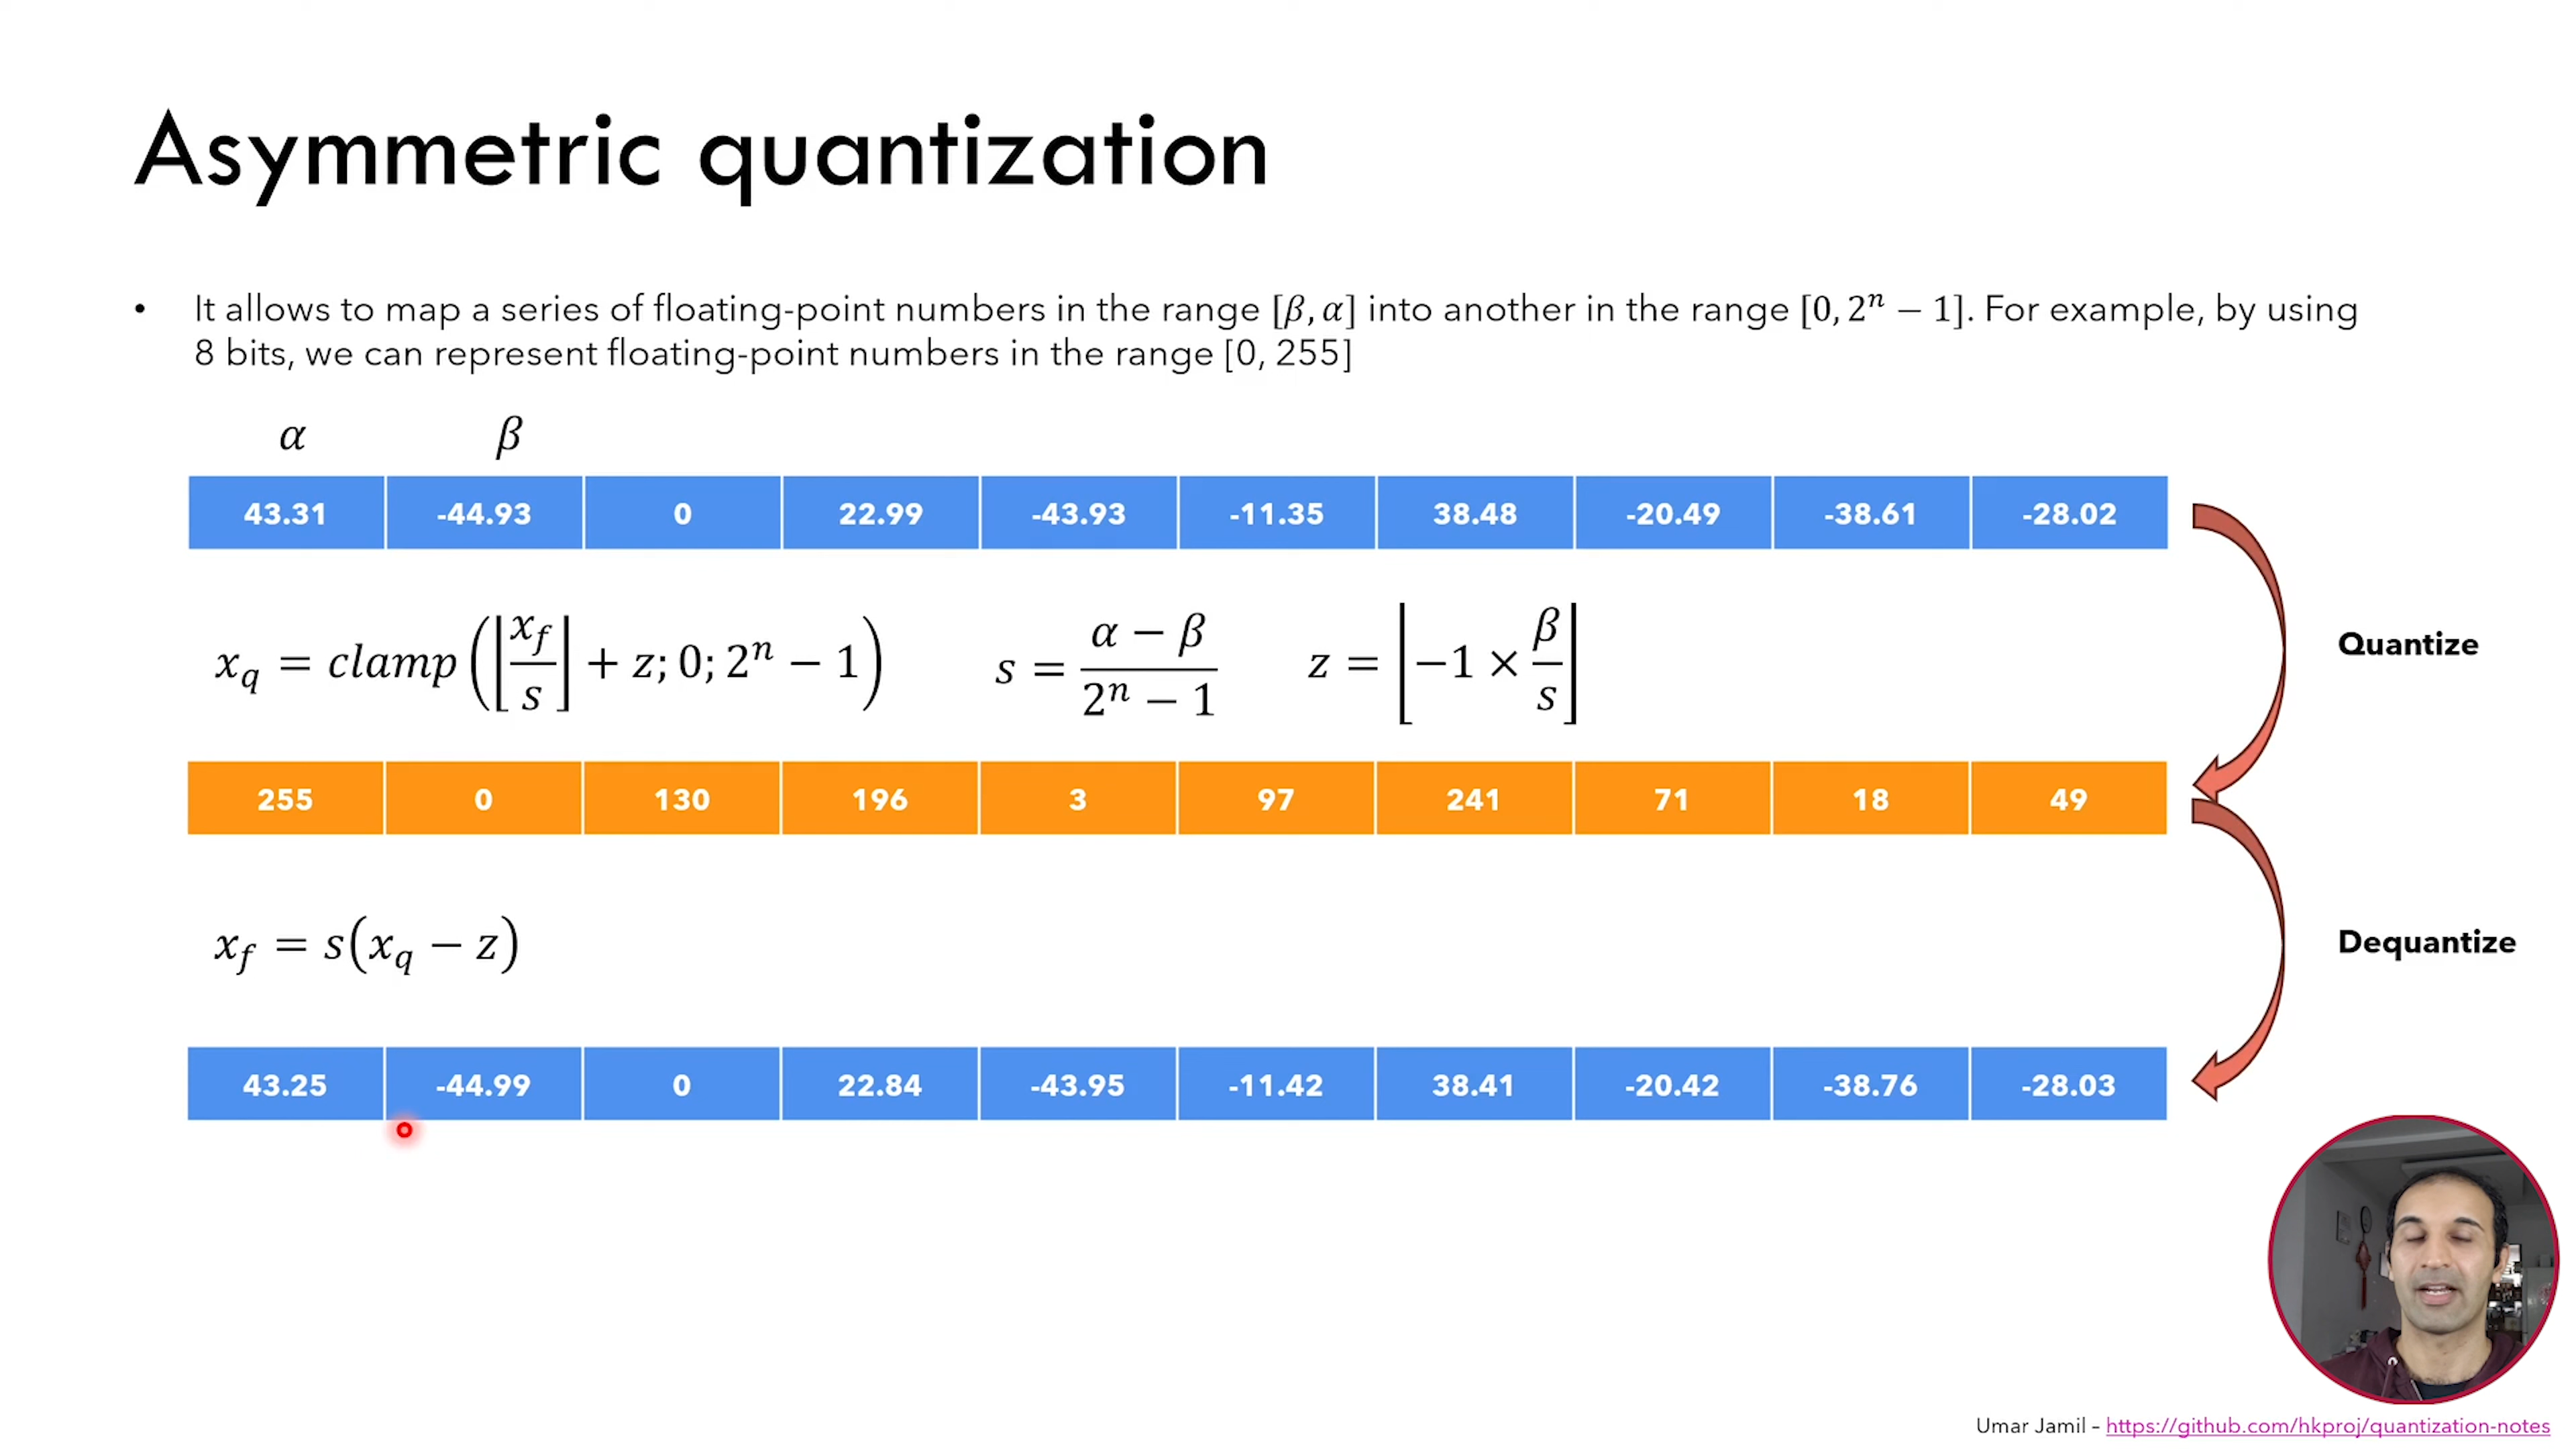 Asymmetric quantization
• It allows to map a series of floating-point numbers in the range [β, α] into another in the range [0, 2ⁿ − 1]. For example, by using
8 bits, we can represent floating-point numbers in the range [0, 255]
α β
43.31 -44.93 0 22.99 -43.93 -11.35 38.48 -20.49 -38.61 -28.02
x_q = clamp(⌊x_f/s⌋ + z; 0; 2ⁿ − 1) s = (α − β)/(2ⁿ − 1) z = ⌊−1 × β/s⌋
Quantize
255 0 130 196 3 97 241 71 18 49
x_f = s(x_q − z)
Dequantize
43.25 -44.99 0 22.84 -43.95 -11.42 38.41 -20.42 -38.76 -28.03
Umar Jamil – https://github.com/hkproj/quantization-notes